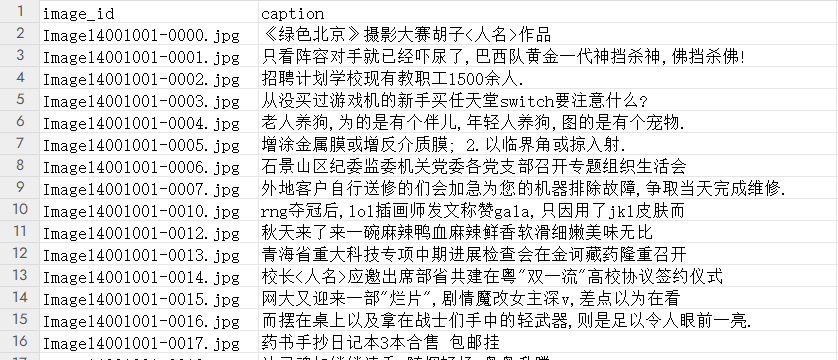 1 image_id caption
2 Image14001001-0000.jpg 《绿色北京》摄影大赛胡子<人名>作品
3 Image14001001-0001.jpg 只看阵容对手就已经吓尿了,巴西队黄金一代神挡杀神,佛挡杀佛!
4 Image14001001-0002.jpg 招聘计划学校现有教职工1500余人.
5 Image14001001-0003.jpg 从没买过游戏机的新手买任天堂switch要注意什么?
6 Image14001001-0004.jpg 老人养狗,为的是有个伴儿,年轻人养狗,图的是有个宠物.
7 Image14001001-0005.jpg 增涂金属膜或增反介质膜; 2.以临界角或掠入射.
8 Image14001001-0006.jpg 石景山区纪委监委机关党委各党支部召开专题组织生活会
9 Image14001001-0007.jpg 外地客户自行送修的们会加急为您的机器排除故障,争取当天完成维修.
10 Image14001001-0010.jpg rng夺冠后,lol插画师发文称赞gala,只因用了jkl皮肤而
11 Image14001001-0012.jpg 秋天来了来一碗麻辣鸭血麻辣鲜香软滑细嫩美味无比
12 Image14001001-0013.jpg 青海省重大科技专项中期进展检查会在金诃藏药隆重召开
13 Image14001001-0014.jpg 校长<人名>应邀出席部省共建在粤"双一流"高校协议签约仪式
14 Image14001001-0015.jpg 网大又迎来一部"烂片",剧情魔改女主深v,差点以为在看
15 Image14001001-0016.jpg 而摆在桌上以及拿在战士们手中的轻武器,则是足以令人眼前一亮.
16 Image14001001-0017.jpg 药书手抄日记本3本合售 包邮挂